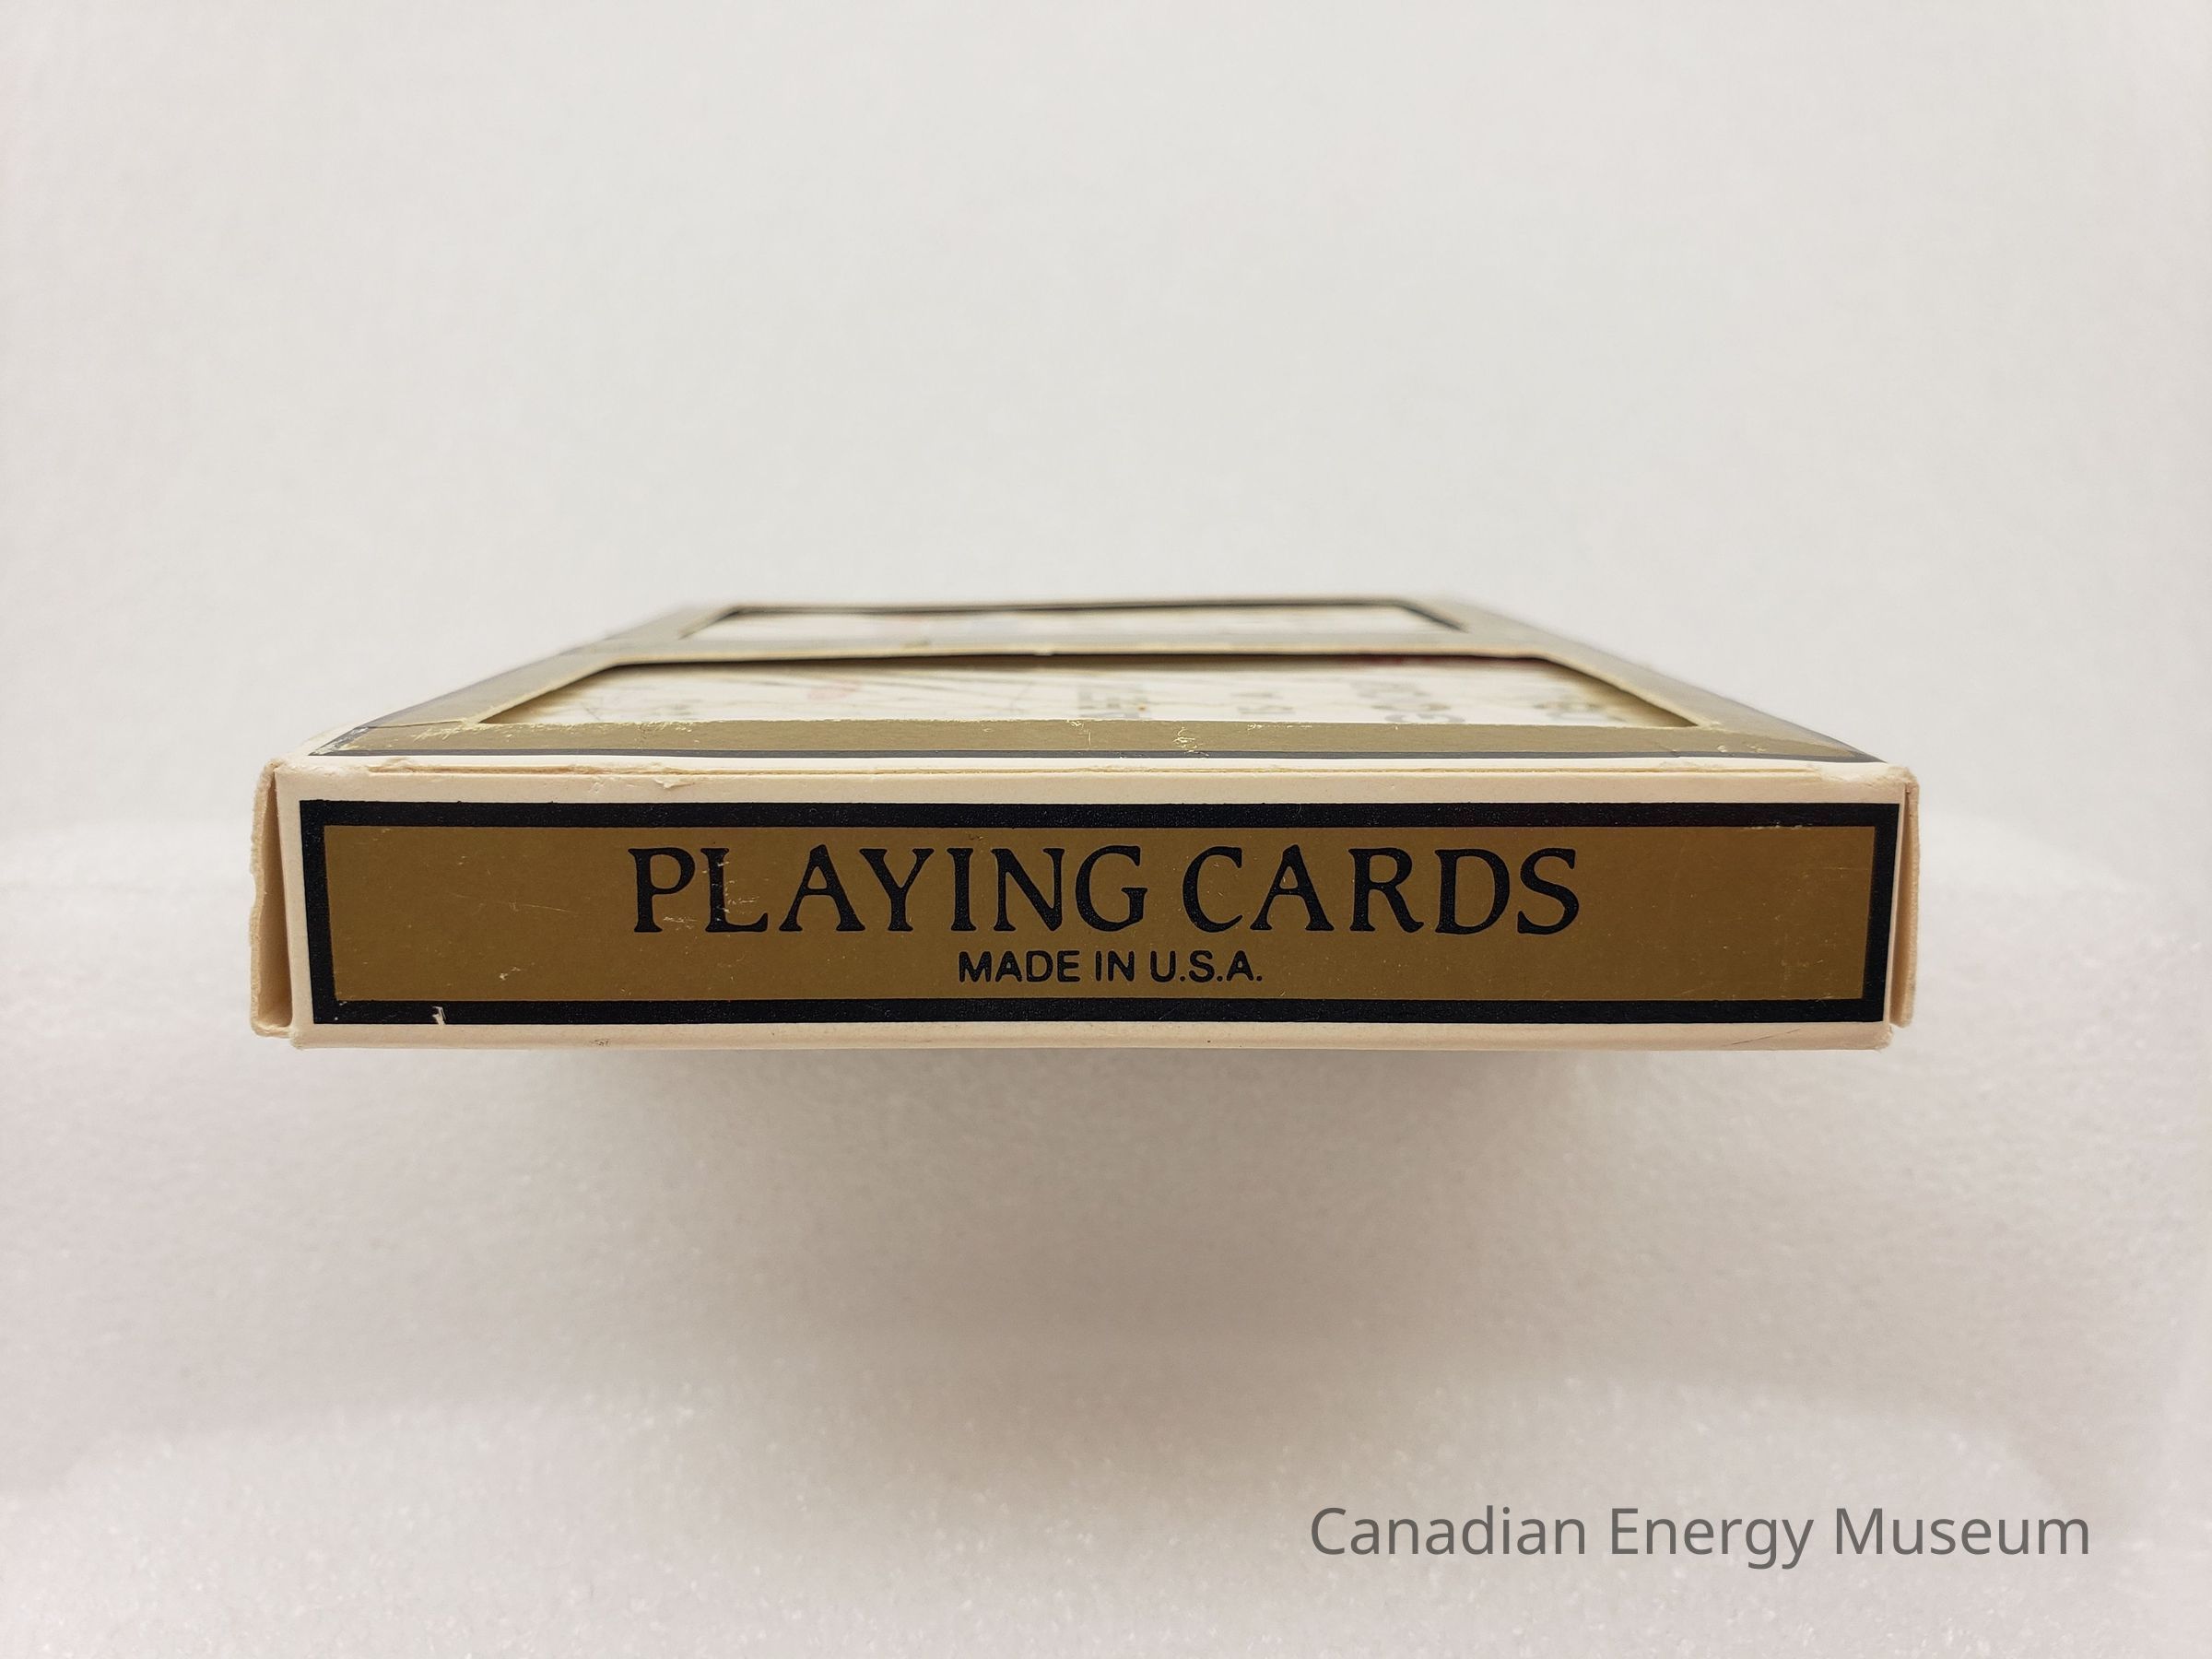 PLAYING CARDS
MADE IN U.S.A.
Canadian Energy Museum